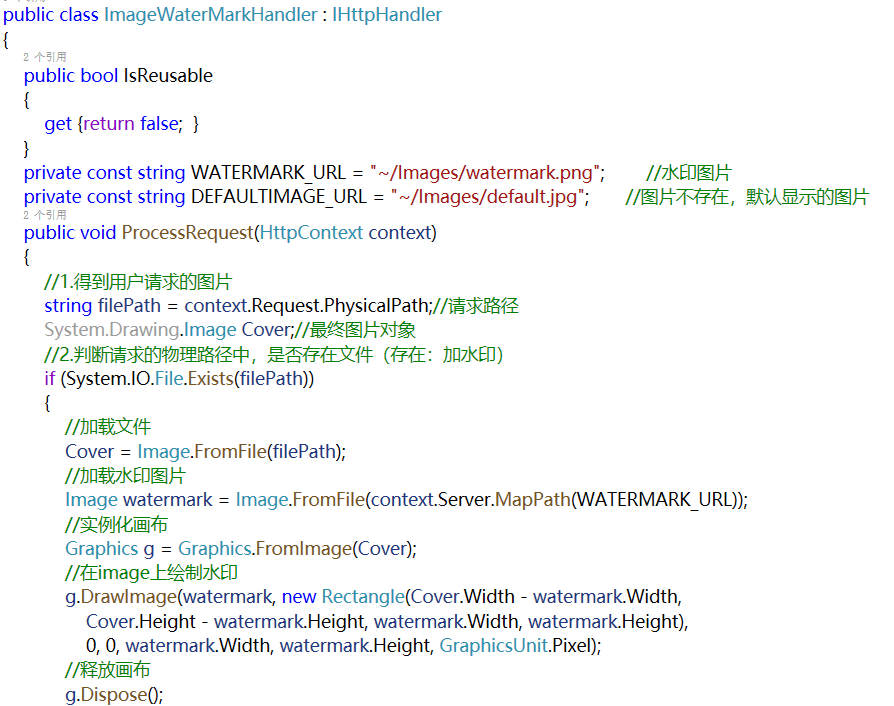 public class ImageWaterMarkHandler : IHttpHandler
{
2 个引用
public bool IsReusable
{
get {return false; }
}
private const string WATERMARK_URL = "~/Images/watermark.png"; //水印图片
private const string DEFAULTIMAGE_URL = "~/Images/default.jpg"; //图片不存在，默认显示的图片
2 个引用
public void ProcessRequest(HttpContext context)
{
//1.得到用户请求的图片
string filePath = context.Request.PhysicalPath;//请求路径
System.Drawing.Image Cover;//最终图片对象
//2.判断请求的物理路径中，是否存在文件（存在：加水印）
if (System.IO.File.Exists(filePath))
{
//加载文件
Cover = Image.FromFile(filePath);
//加载水印图片
Image watermark = Image.FromFile(context.Server.MapPath(WATERMARK_URL));
//实例化画布
Graphics g = Graphics.FromImage(Cover);
//在image上绘制水印
g.DrawImage(watermark, new Rectangle(Cover.Width - watermark.Width,
Cover.Height - watermark.Height, watermark.Width, watermark.Height),
0, 0, watermark.Width, watermark.Height, GraphicsUnit.Pixel);
//释放画布
g.Dispose();